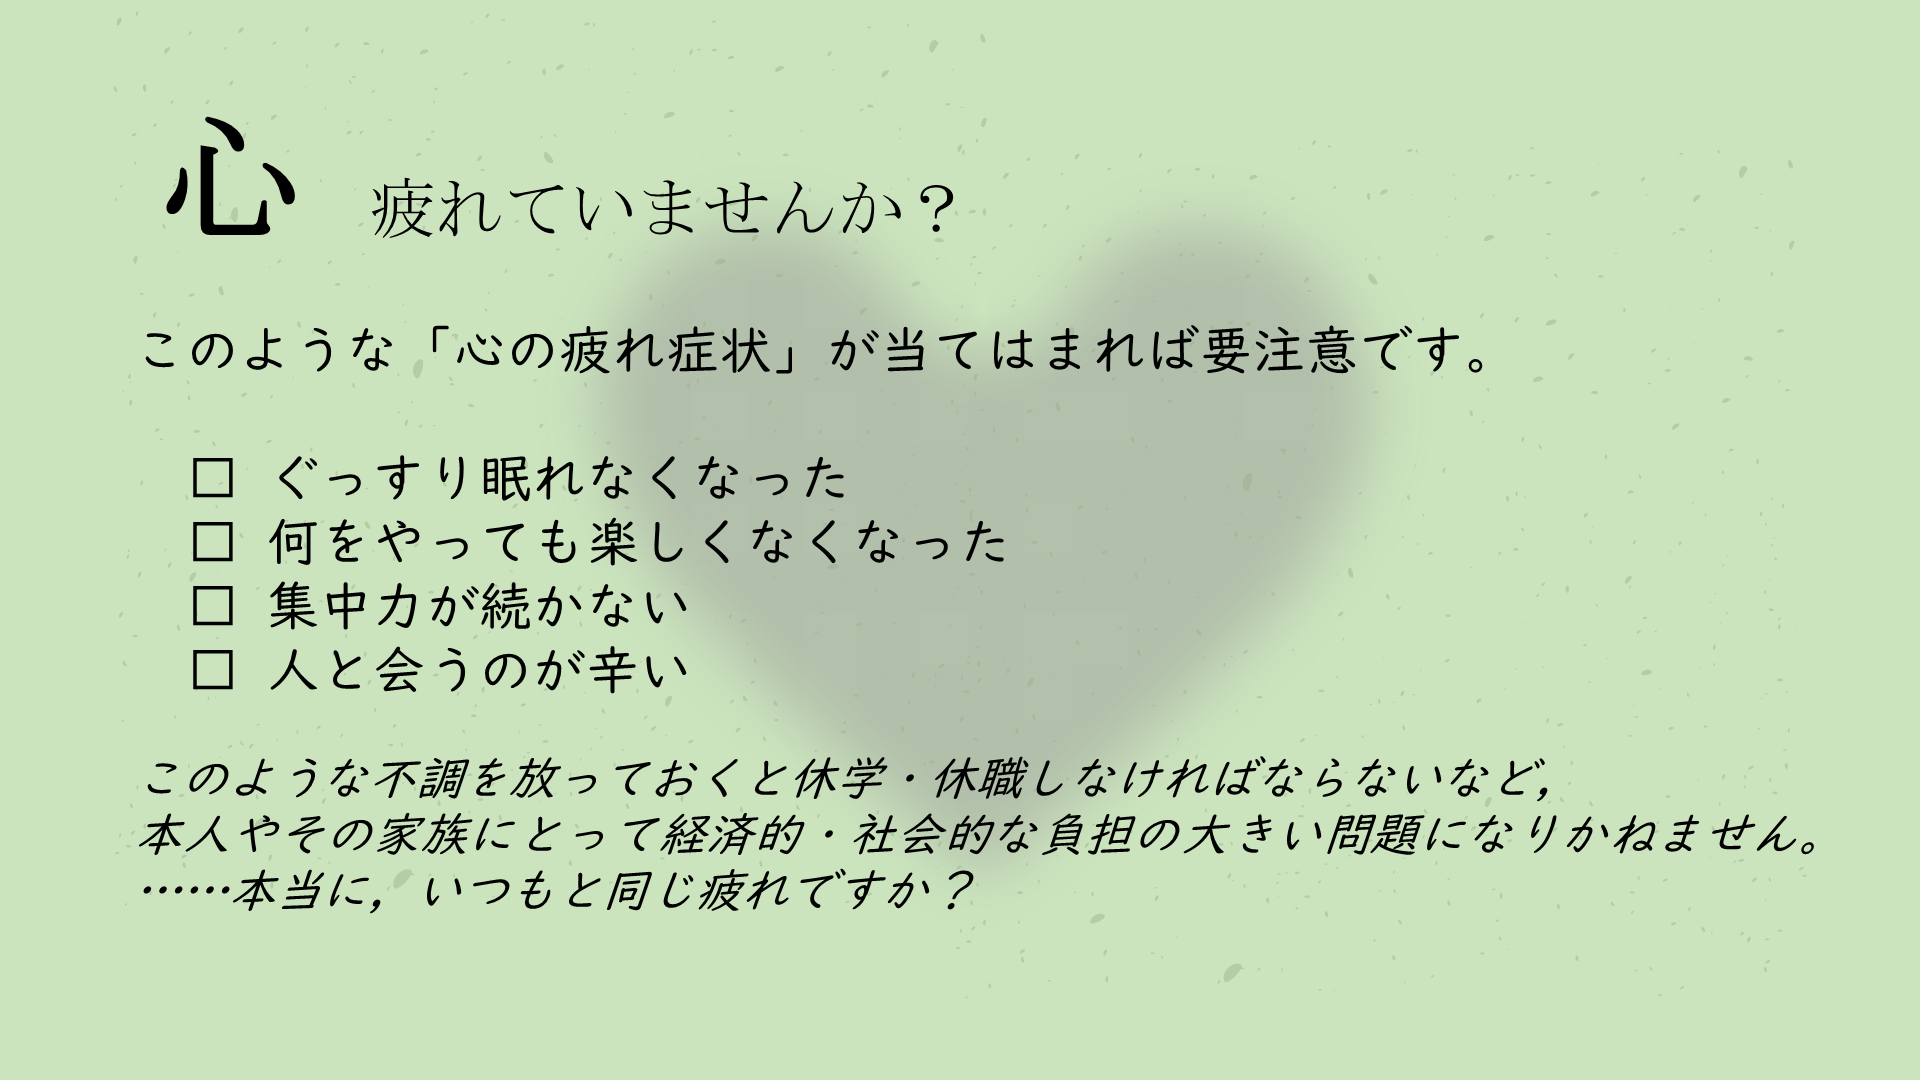 心　疲れていませんか？
このような「心の疲れ症状」が当てはまれば要注意です。
□ ぐっすり眠れなくなった
□ 何をやっても楽しくなくなった
□ 集中力が続かない
□ 人と会うのが辛い
このような不調を放っておくと休学・休職しなければならないなど，
本人やその家族にとって経済的・社会的な負担の大きい問題になりかねません。
……本当に，いつもと同じ疲れですか？